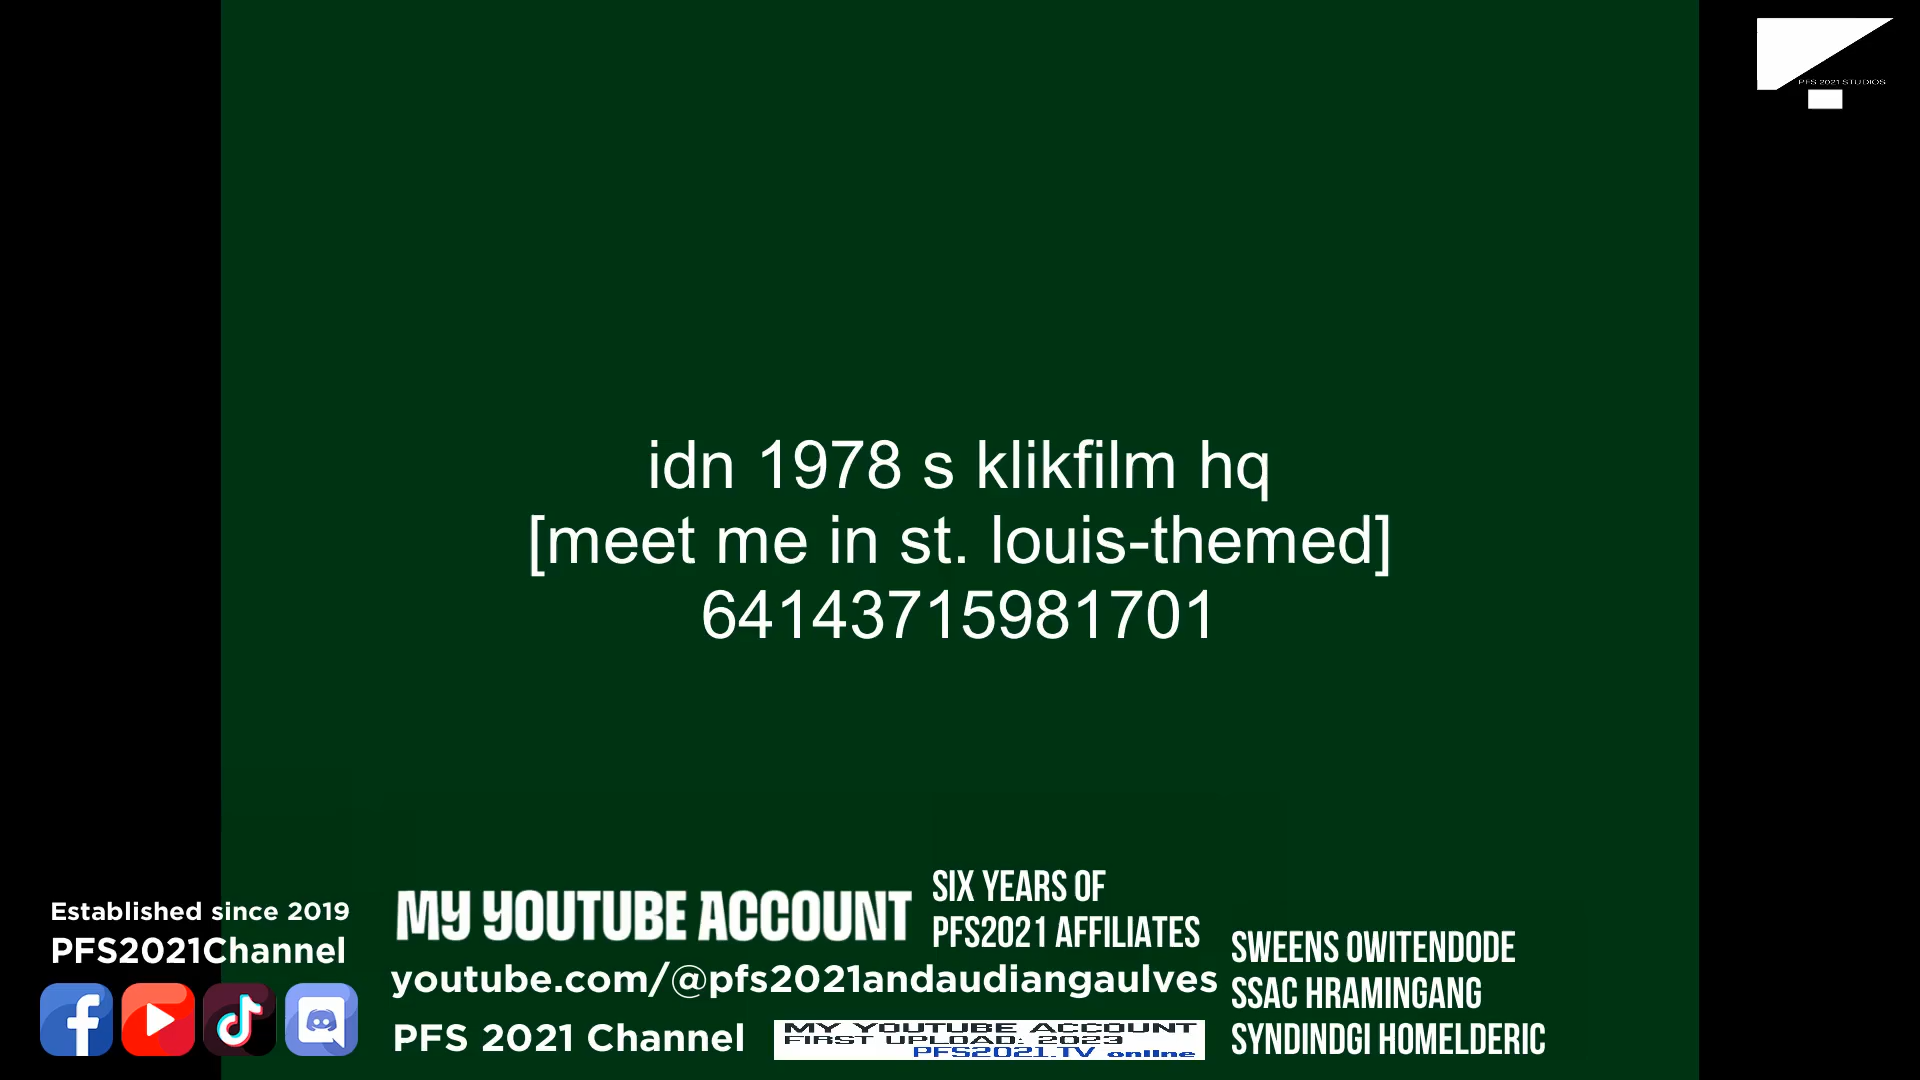 PFS 2021 STUDIOS
idn 1978 s klikfilm hq
[meet me in st. louis-themed]
64143715981701
Established since 2019
PFS2021Channel
MY YOUTUBE ACCOUNT
SIX YEARS OF
PFS2021 AFFILIATES
youtube.com/@pfs2021andaudiangaulves
PFS 2021 Channel
MY YOUTUBE ACCOUNT
FIRST UPLOAD: 2023
PFS2021.TV online
SWEENS OWITENDODE
SSAC HRAMINGANG
SYNDINDGI HOMELDERIC